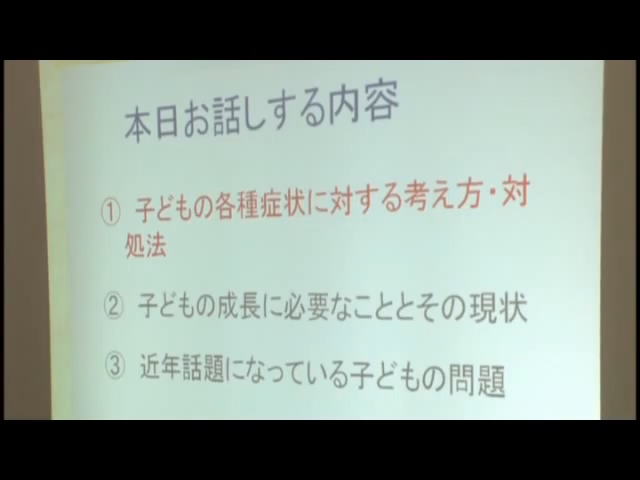 本日お話しする内容
① 子どもの各種症状に対する考え方・対
処法
② 子どもの成長に必要なこととその現状
③ 近年話題になっている子どもの問題